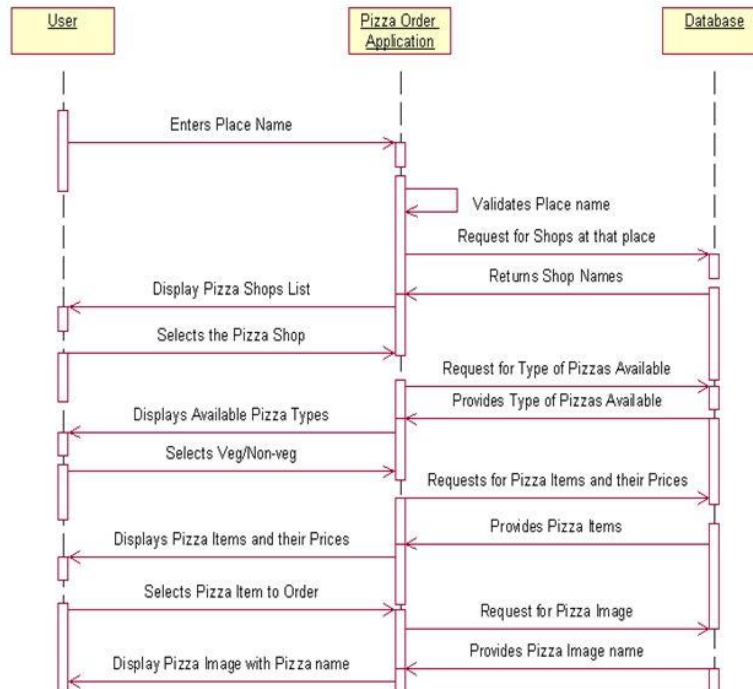 User
Pizza Order
Application
Database
Enters Place Name
Validates Place name
Request for Shops at that place
Returns Shop Names
Display Pizza Shops List
Selects the Pizza Shop
Request for Type of Pizzas Available
Provides Type of Pizzas Available
Displays Available Pizza Types
Selects Veg/Non-veg
Requests for Pizza Items and their Prices
Provides Pizza Items
Displays Pizza Items and their Prices
Selects Pizza Item to Order
Request for Pizza Image
Provides Pizza Image name
Display Pizza Image with Pizza name